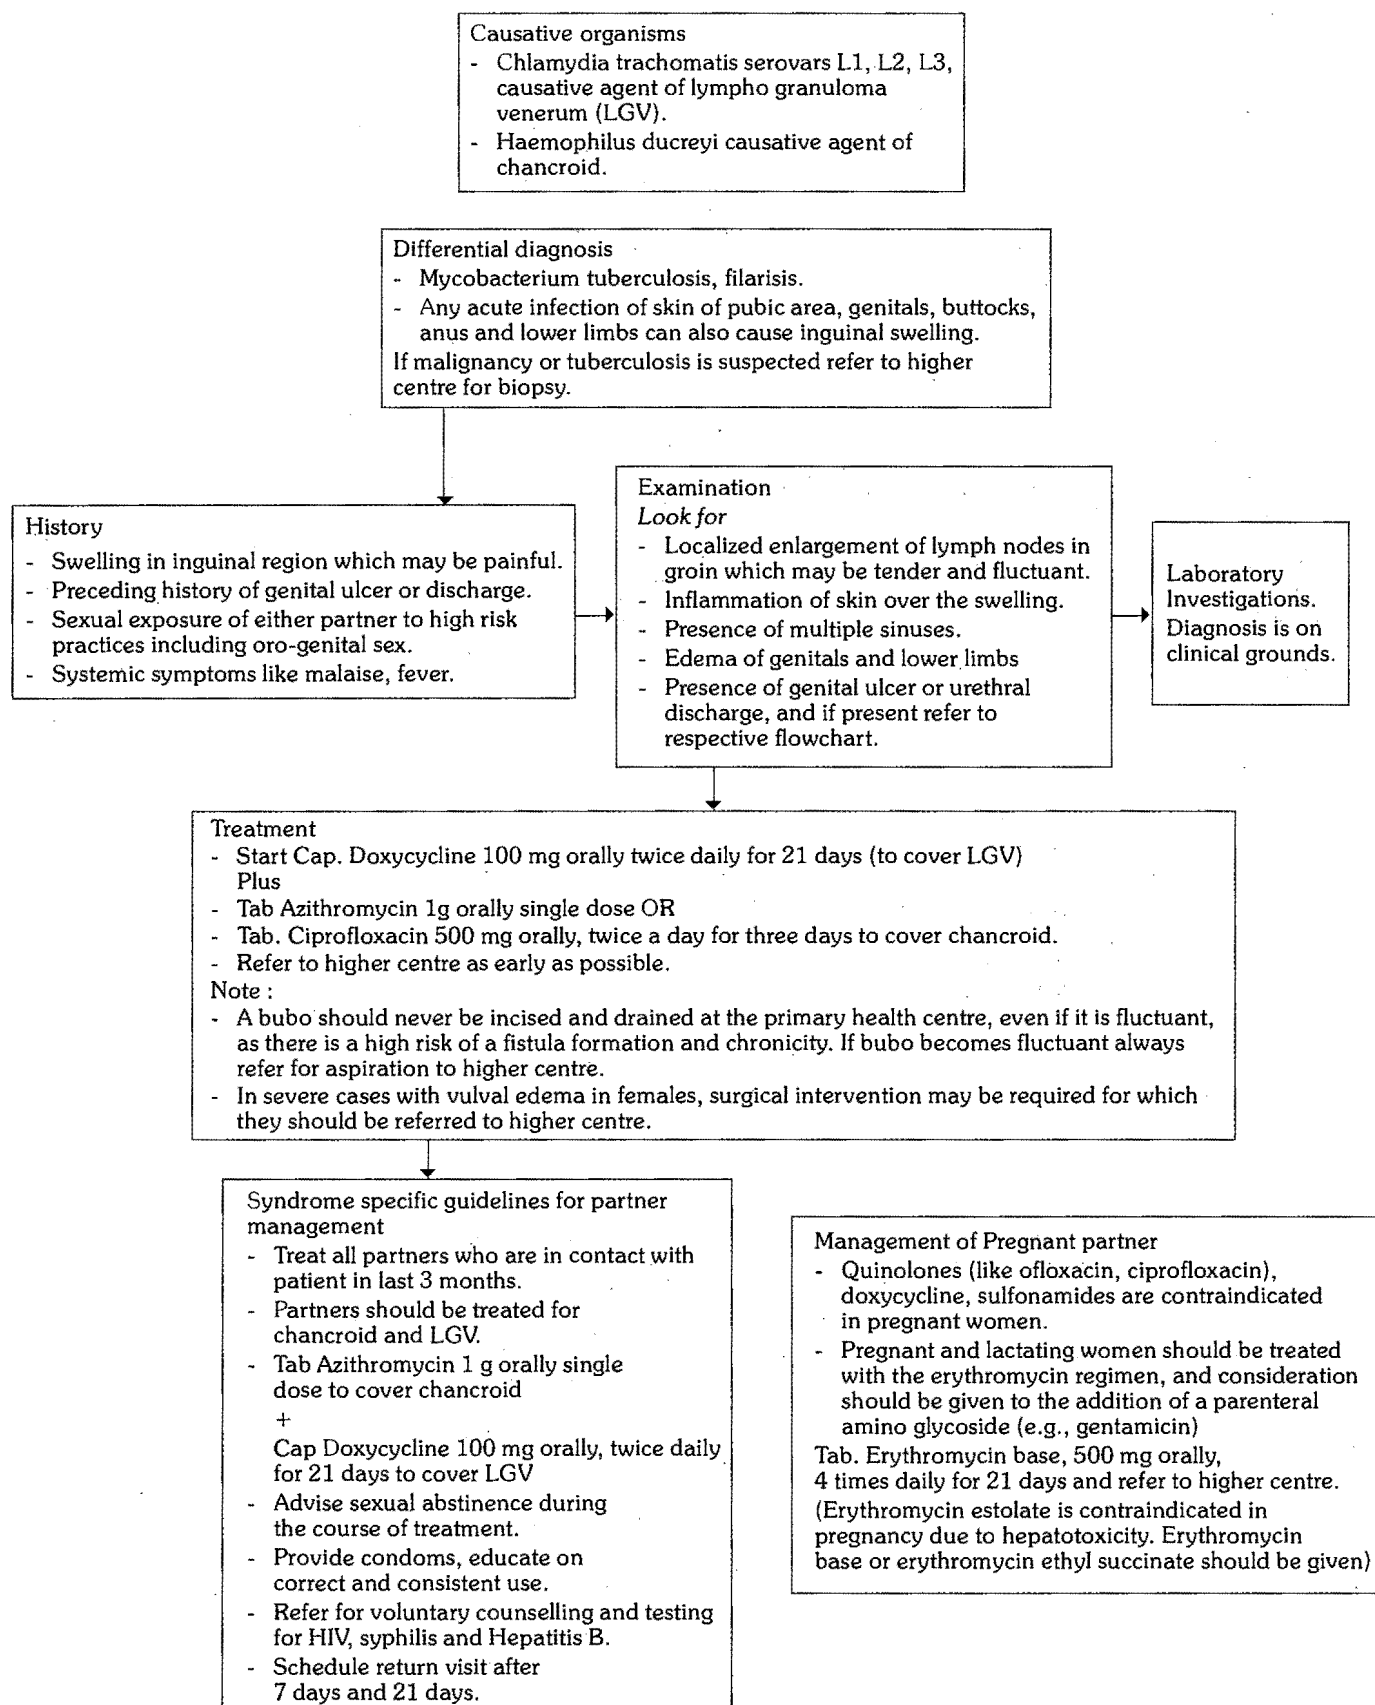 Causative organisms
- Chlamydia trachomatis serovars L1, L2, L3,
causative agent of lympho granuloma
venerum (LGV).
- Haemophilus ducreyi causative agent of
chancroid.
Differential diagnosis
- Mycobacterium tuberculosis, filarisis.
- Any acute infection of skin of pubic area, genitals, buttocks,
anus and lower limbs can also cause inguinal swelling.
If malignancy or tuberculosis is suspected refer to higher
centre for biopsy.
History
- Swelling in inguinal region which may be painful.
- Preceding history of genital ulcer or discharge.
- Sexual exposure of either partner to high risk
practices including oro-genital sex.
- Systemic symptoms like malaise, fever.
Examination
Look for
- Localized enlargement of lymph nodes in
groin which may be tender and fluctuant.
- Inflammation of skin over the swelling.
- Presence of multiple sinuses.
- Edema of genitals and lower limbs
- Presence of genital ulcer or urethral
discharge, and if present refer to
respective flowchart.
Laboratory
Investigations.
Diagnosis is on
clinical grounds.
Treatment
- Start Cap. Doxycycline 100 mg orally twice daily for 21 days (to cover LGV)
Plus
- Tab Azithromycin 1g orally single dose OR
- Tab. Ciprofloxacin 500 mg orally, twice a day for three days to cover chancroid.
- Refer to higher centre as early as possible.
Note :
- A bubo should never be incised and drained at the primary health centre, even if it is fluctuant,
as there is a high risk of a fistula formation and chronicity. If bubo becomes fluctuant always
refer for aspiration to higher centre.
- In severe cases with vulval edema in females, surgical intervention may be required for which
they should be referred to higher centre.
Syndrome specific guidelines for partner
management
- Treat all partners who are in contact with
patient in last 3 months.
- Partners should be treated for
chancroid and LGV.
- Tab Azithromycin 1 g orally single
dose to cover chancroid
+
Cap Doxycycline 100 mg orally, twice daily
for 21 days to cover LGV
- Advise sexual abstinence during
the course of treatment.
- Provide condoms, educate on
correct and consistent use.
- Refer for voluntary counselling and testing
for HIV, syphilis and Hepatitis B.
- Schedule return visit after
7 days and 21 days.
Management of Pregnant partner
- Quinolones (like ofloxacin, ciprofloxacin),
doxycycline, sulfonamides are contraindicated
in pregnant women.
- Pregnant and lactating women should be treated
with the erythromycin regimen, and consideration
should be given to the addition of a parenteral
amino glycoside (e.g., gentamicin)
Tab. Erythromycin base, 500 mg orally,
4 times daily for 21 days and refer to higher centre.
(Erythromycin estolate is contraindicated in
pregnancy due to hepatotoxicity. Erythromycin
base or erythromycin ethyl succinate should be given)